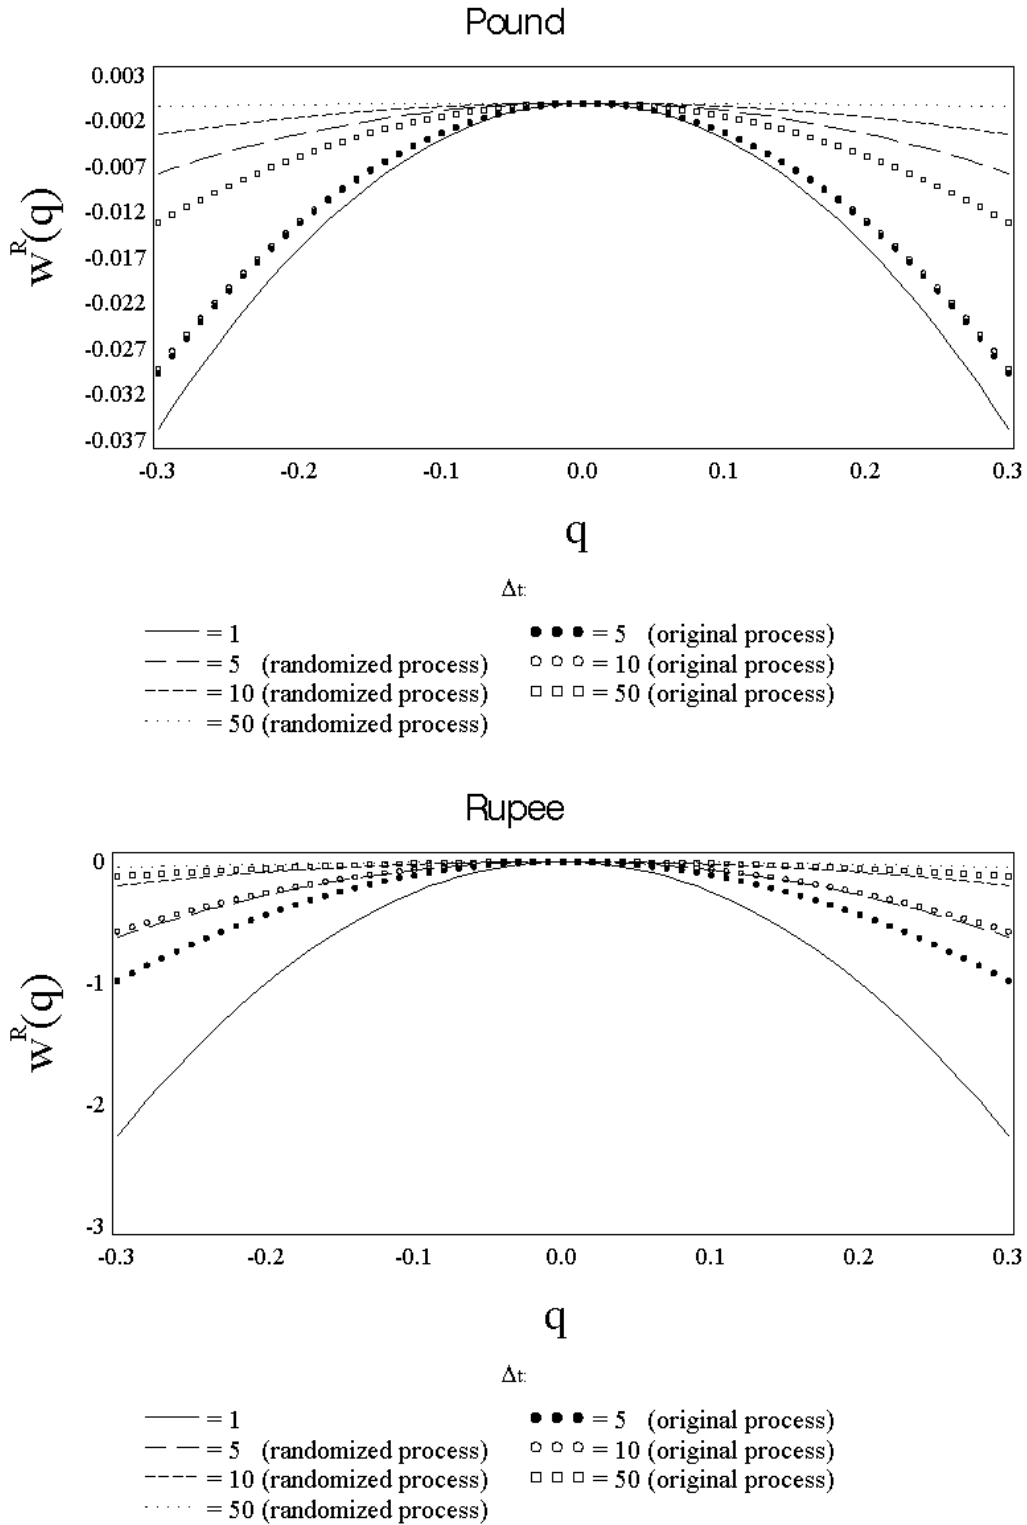 Pound
0.003
-0.002
-0.007
-0.012
-0.017
-0.022
-0.027
-0.032
-0.037
w^R(q)
-0.3 -0.2 -0.1 0.0 0.1 0.2 0.3
q
Δt:
= 1
= 5 (randomized process)
= 10 (randomized process)
= 50 (randomized process)
= 5 (original process)
= 10 (original process)
= 50 (original process)
Rupee
0
-1
-2
-3
w^R(q)
-0.3 -0.2 -0.1 0.0 0.1 0.2 0.3
q
Δt:
= 1
= 5 (randomized process)
= 10 (randomized process)
= 50 (randomized process)
= 5 (original process)
= 10 (original process)
= 50 (original process)